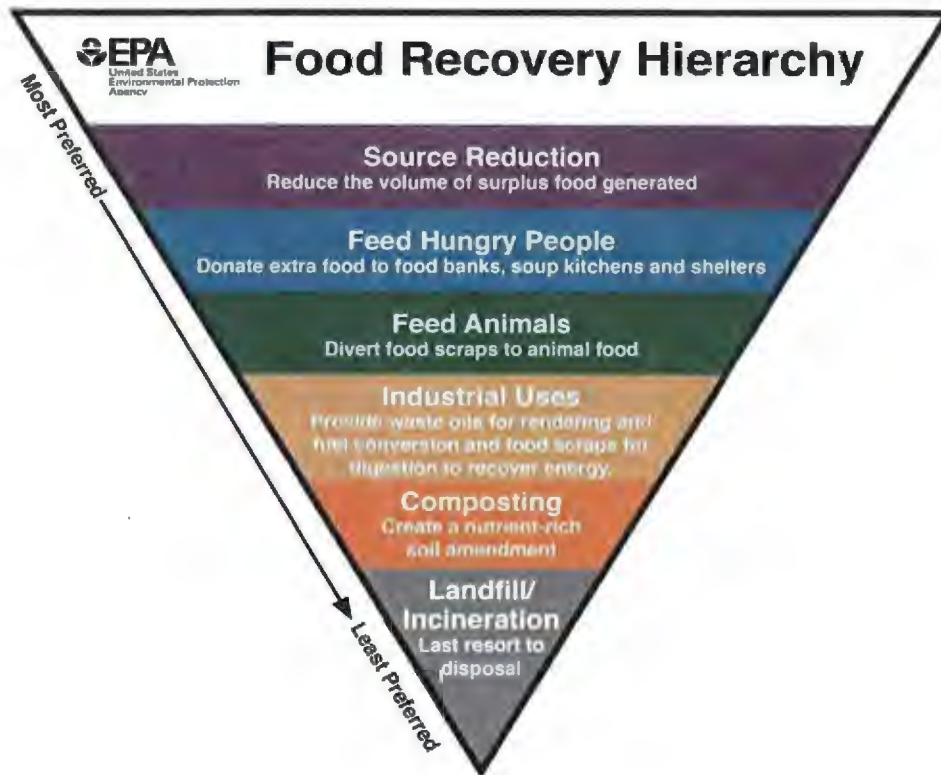 EPA
United States
Environmental Protection
Agency
Food Recovery Hierarchy
Most Preferred
Source Reduction
Reduce the volume of surplus food generated
Feed Hungry People
Donate extra food to food banks, soup kitchens and shelters
Feed Animals
Divert food scraps to animal food
Industrial Uses
Provide waste oils for rendering and
fuel conversion and food scraps for
digestion to recover energy.
Composting
Create a nutrient-rich
soil amendment
Landfill/
Incineration
Last resort to
disposal
Least Preferred